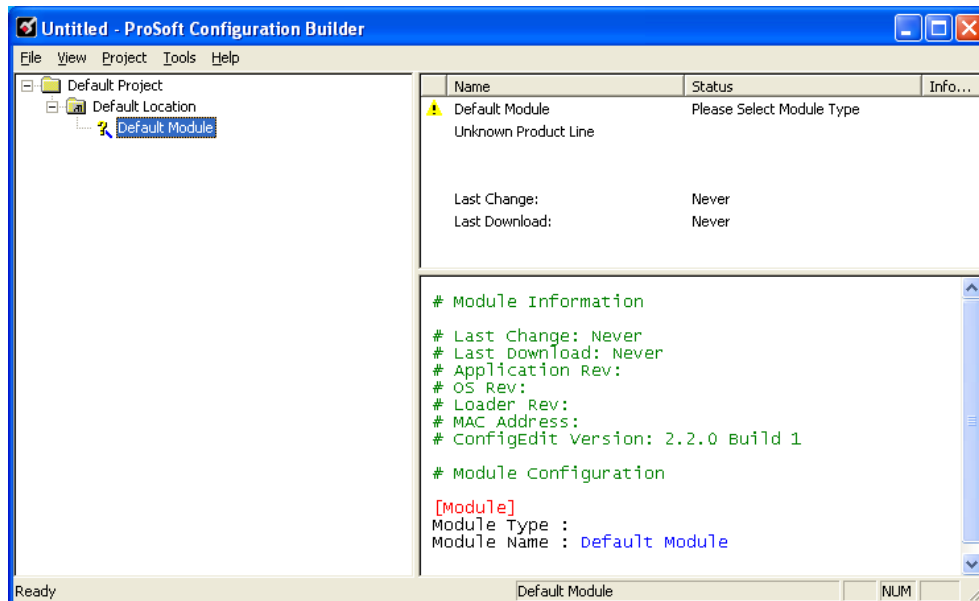 Untitled - ProSoft Configuration Builder
File View Project Tools Help
Default Project
Default Location
Default Module
Name Status Info...
Default Module Please Select Module Type
Unknown Product Line
Last Change: Never
Last Download: Never
# Module Information
# Last Change: Never
# Last Download: Never
# Application Rev:
# OS Rev:
# Loader Rev:
# MAC Address:
# ConfigEdit Version: 2.2.0 Build 1
# Module Configuration
[Module]
Module Type :
Module Name : Default Module
Ready Default Module NUM